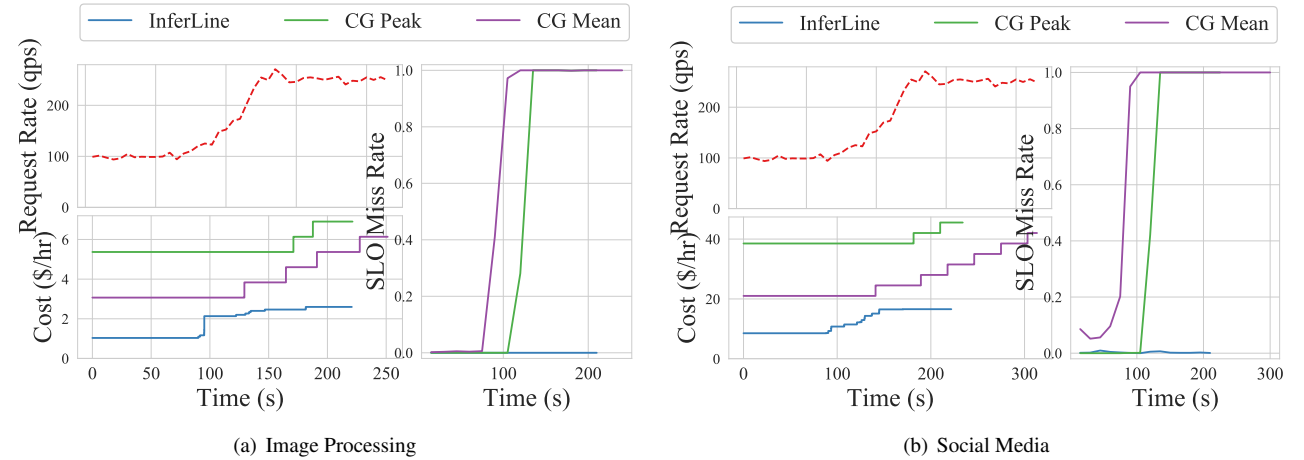 InferLine CG Peak CG Mean
Request Rate (qps)
200
100
0
Cost ($/hr)
6
4
2
0
0 50 100 150 200 250
Time (s)
SLO Miss Rate
1.0
0.8
0.6
0.4
0.2
0.0
100 200
Time (s)
(a) Image Processing
InferLine CG Peak CG Mean
Request Rate (qps)
200
100
0
Cost ($/hr)
40
20
0
0 100 200 300
Time (s)
SLO Miss Rate
1.0
0.8
0.6
0.4
0.2
0.0
100 200 300
Time (s)
(b) Social Media